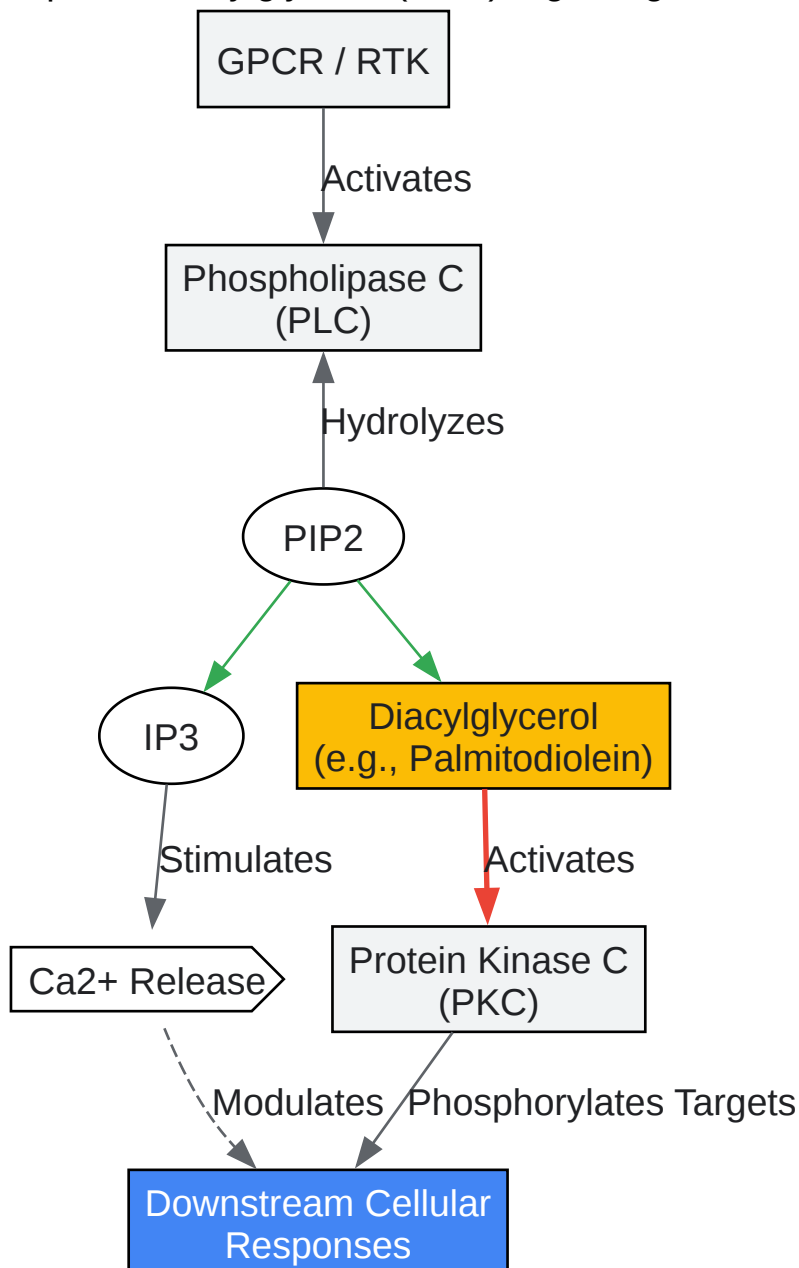 GPCR / RTK
Activates
Phospholipase C
(PLC)
Hydrolyzes
PIP2
IP3
Diacylglycerol
(e.g., Palmitodiolein)
Stimulates
Activates
Ca2+ Release
Protein Kinase C
(PKC)
Modulates
Phosphorylates Targets
Downstream Cellular
Responses